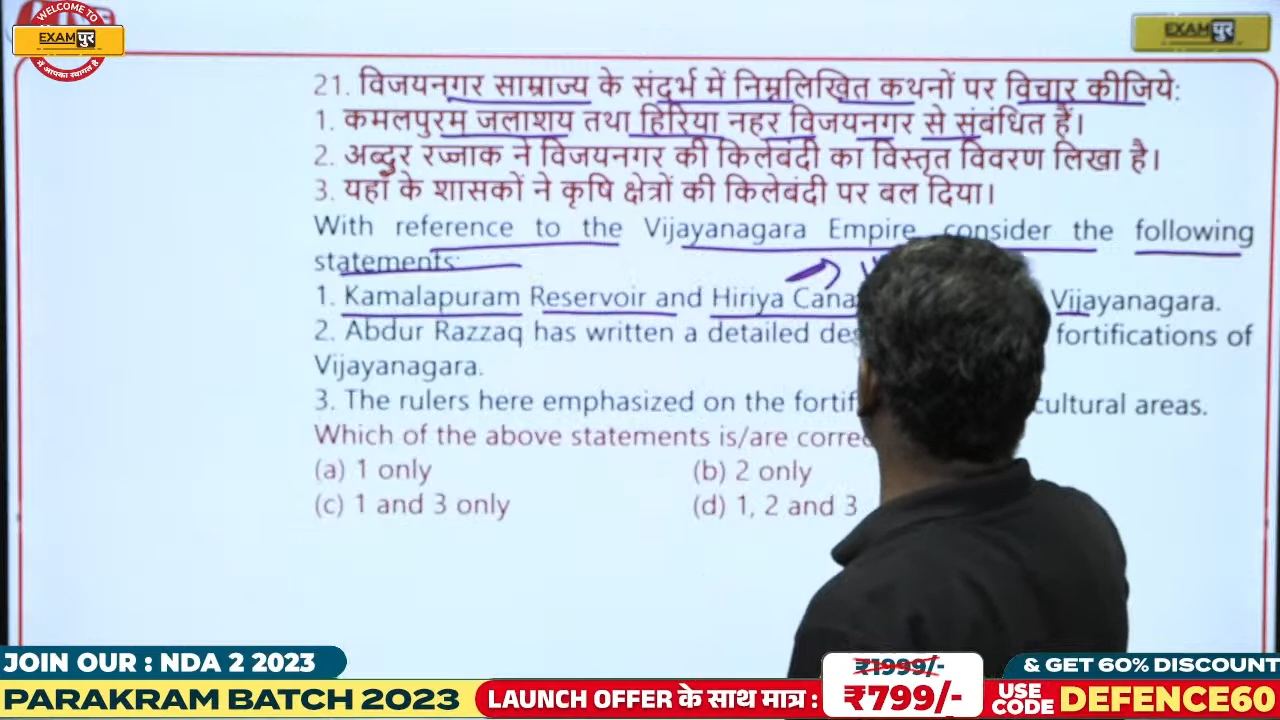 WELCOME TO
EXAMपुर
में आपका स्वागत है
EXAMपुर
21. विजयनगर साम्राज्य के संदर्भ में निम्नलिखित कथनों पर विचार कीजिये:
1. कमलपुरम जलाशय तथा हिरिया नहर विजयनगर से संबंधित हैं।
2. अब्दुर रज्जाक ने विजयनगर की किलेबंदी का विस्तृत विवरण लिखा है।
3. यहाँ के शासकों ने कृषि क्षेत्रों की किलेबंदी पर बल दिया।
With reference to the Vijayanagara Empire, consider the following
statements:
1. Kamalapuram Reservoir and Hiriya Vijayanagara.
2. Abdur Razzaq has written a detailed fortifications of
Vijayanagara.
3. The rulers here emphasized on the areas.
Which of the above statements is/are
(a) 1 only (b) 2 only
(c) 1 and 3 only (d) 1, 2 and 3
JOIN OUR : NDA 2 2023
PARAKRAM BATCH 2023
LAUNCH OFFER के साथ मात्र :
₹1999/-
₹799/-
& GET 60% DISCOUNT
USE CODE DEFENCE60